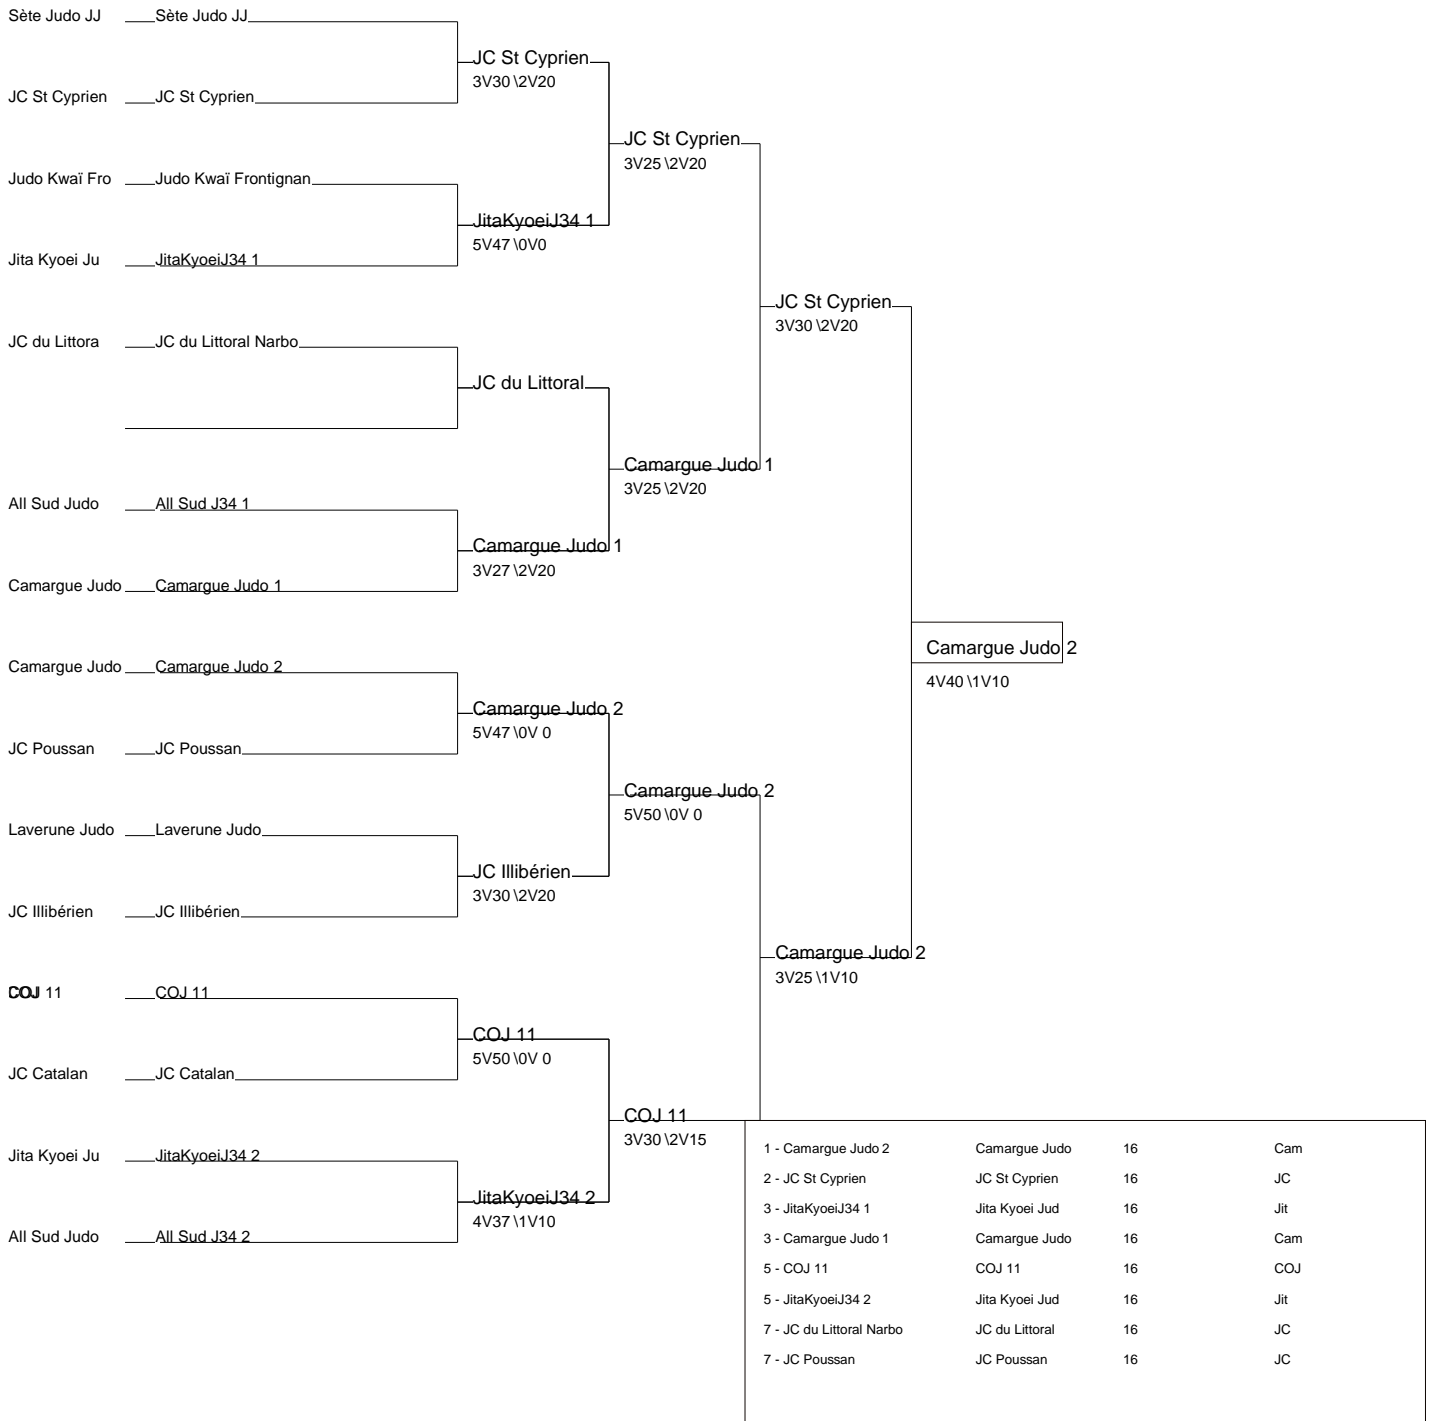 Sète Judo JJ Sète Judo JJ
JC St Cyprien
3V30 \2V20
JC St Cyprien JC St Cyprien
JC St Cyprien
3V25 \2V20
Judo Kwaï Fro Judo Kwaï Frontignan
JitaKyoeiJ34 1
5V47 \0V0
Jita Kyoei Ju JitaKyoeiJ34 1
JC St Cyprien
3V30 \2V20
JC du Littora JC du Littoral Narbo
JC du Littoral
Camargue Judo 1
3V25 \2V20
All Sud Judo All Sud J34 1
Camargue Judo 1
3V27 \2V20
Camargue Judo Camargue Judo 1
Camargue Judo 2
4V40 \1V10
Camargue Judo Camargue Judo 2
Camargue Judo 2
5V47 \0V 0
JC Poussan JC Poussan
Camargue Judo 2
5V50 \0V 0
Laverune Judo Laverune Judo
JC Illibérien
3V30 \2V20
JC Illibérien JC Illibérien
Camargue Judo 2
3V25 \1V10
COJ 11 COJ 11
COJ 11
5V50 \0V 0
JC Catalan JC Catalan
COJ 11
3V30 \2V15
Jita Kyoei Ju JitaKyoeiJ34 2
JitaKyoeiJ34 2
4V37 \1V10
All Sud Judo All Sud J34 2
1 - Camargue Judo 2 Camargue Judo 16 Cam
2 - JC St Cyprien JC St Cyprien 16 JC
3 - JitaKyoeiJ34 1 Jita Kyoei Jud 16 Jit
3 - Camargue Judo 1 Camargue Judo 16 Cam
5 - COJ 11 COJ 11 16 COJ
5 - JitaKyoeiJ34 2 Jita Kyoei Jud 16 Jit
7 - JC du Littoral Narbo JC du Littoral 16 JC
7 - JC Poussan JC Poussan 16 JC